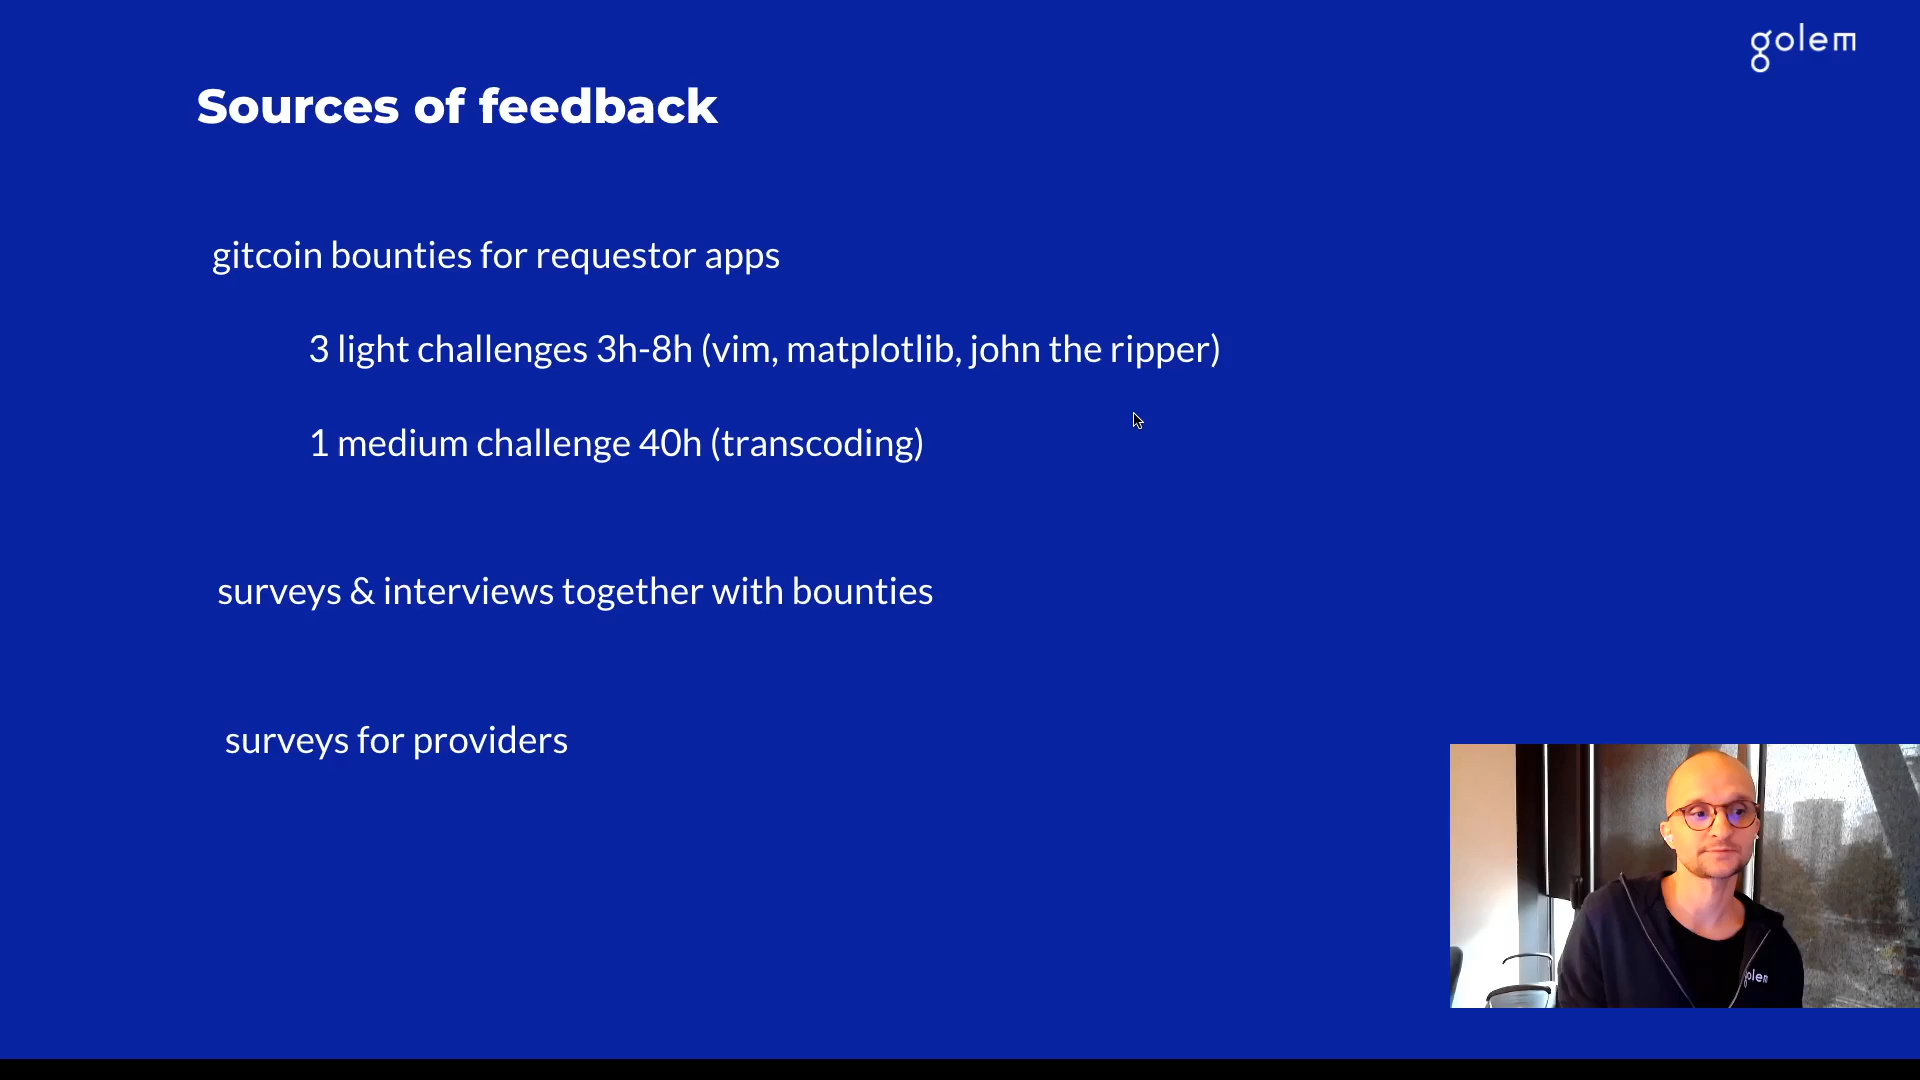 golem
Sources of feedback
gitcoin bounties for requestor apps
3 light challenges 3h-8h (vim, matplotlib, john the ripper)
1 medium challenge 40h (transcoding)
surveys & interviews together with bounties
surveys for providers
golem